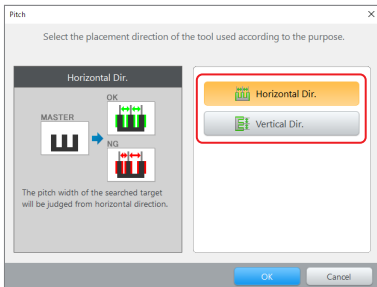 Pitch
Select the placement direction of the tool used according to the purpose.
Horizontal Dir.
MASTER
OK
NG
The pitch width of the searched target
will be judged from horizontal direction.
Horizontal Dir.
Vertical Dir.
OK
Cancel